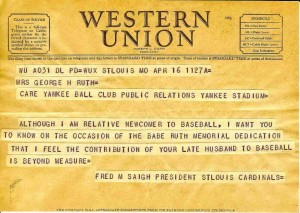 WESTERN
UNION
WU A031 DL PD=WUX STLOUIS MO APR 16 1127A=
MRS GEORGE H RUTH=
CARE YANKEE BALL CLUB PUBLIC RELATIONS YANKEE STADIUM=
ALTHOUGH I AM RELATIVE NEWCOMER TO BASEBALL, I WANT YOU
TO KNOW ON THE OCCASION OF THE BABE RUTH MEMORIAL DEDICATION
THAT I FEEL THE CONTRIBUTION OF YOUR LATE HUSBAND TO BASEBALL
IS BEYOND MEASURE=
FRED M SAIGH PRESIDENT STLOUIS CARDINALS=